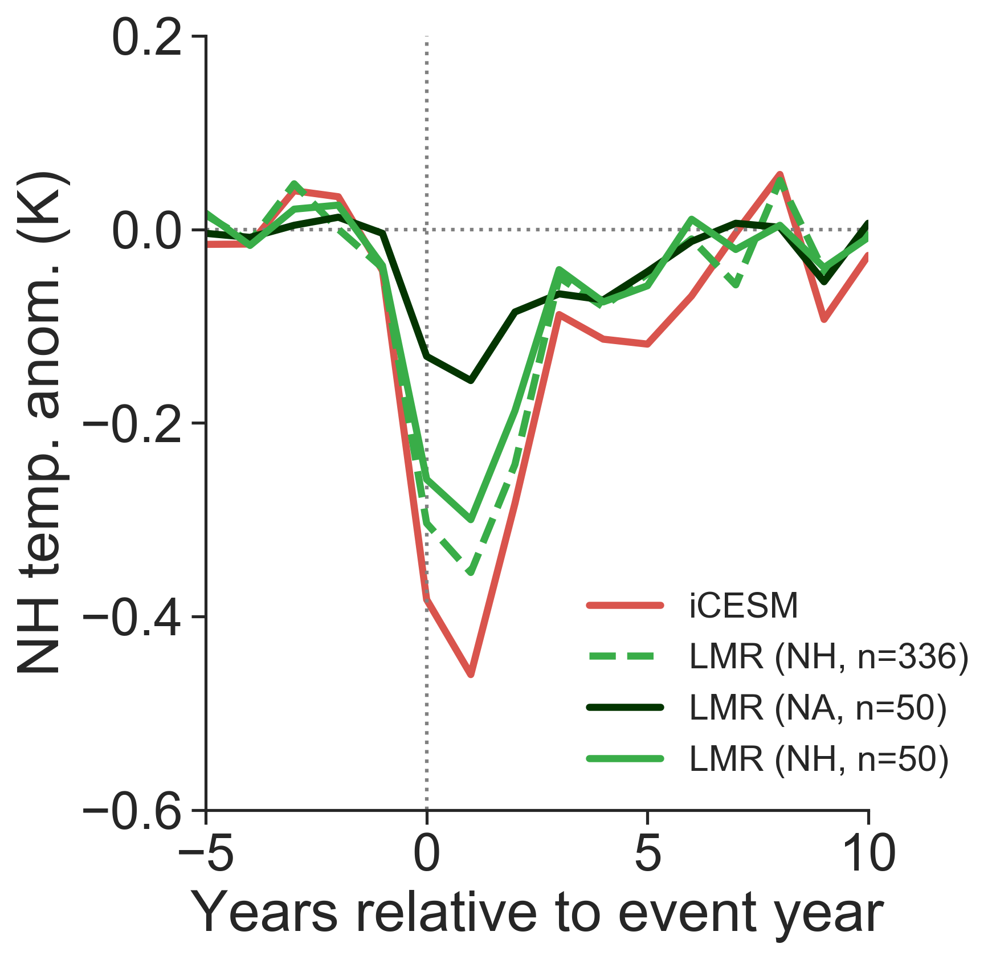 NH temp. anom. (K)
0.2
0.0
−0.2
−0.4
−0.6
−5
0
5
10
Years relative to event year
iCESM
LMR (NH, n=336)
LMR (NA, n=50)
LMR (NH, n=50)